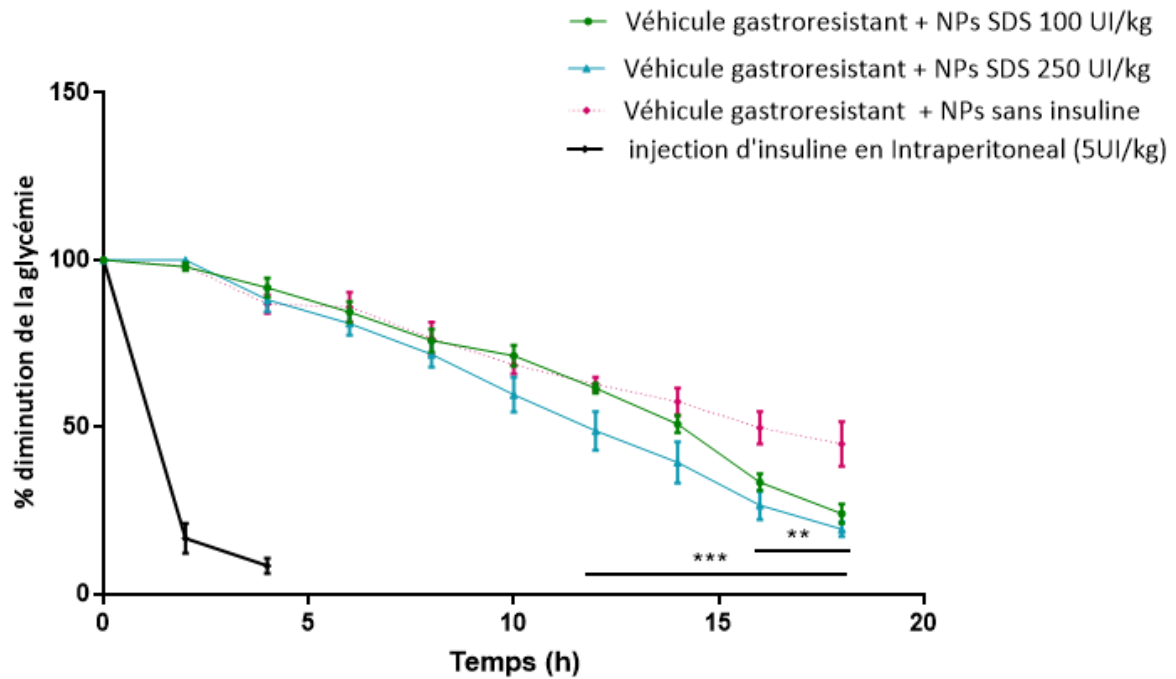 Véhicule gastroresistant + NPs SDS 100 UI/kg
Véhicule gastroresistant + NPs SDS 250 UI/kg
Véhicule gastroresistant + NPs sans insuline
injection d'insuline en Intraperitoneal (5UI/kg)
% diminution de la glycémie
150
100
50
0
**
***
0
5
10
15
20
Temps (h)